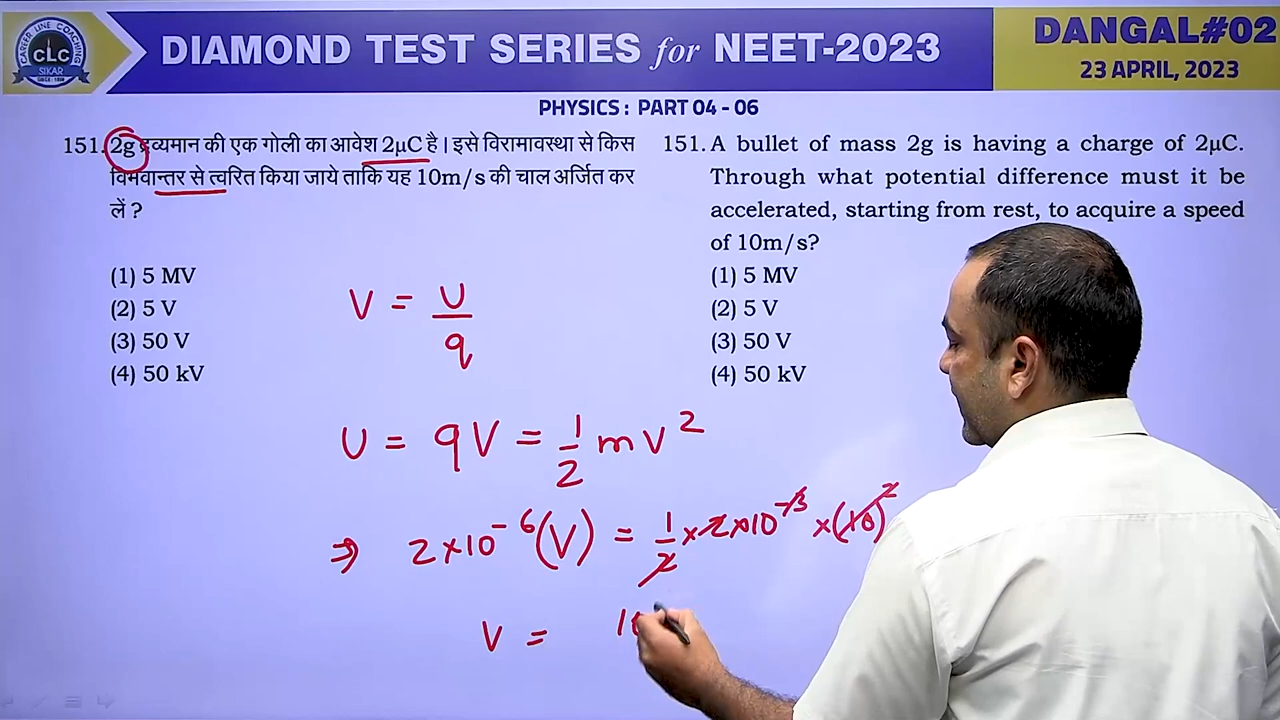 CAREER LINE COACHING
CLC
SIKAR
DIAMOND TEST SERIES for NEET-2023
DANGAL#02
23 APRIL, 2023
PHYSICS : PART 04 - 06
151. 2g द्रव्यमान की एक गोली का आवेश 2µC है। इसे विरामावस्था से किस
विभवान्तर से त्वरित किया जाये ताकि यह 10m/s की चाल अर्जित कर
लें ?
(1) 5 MV
(2) 5 V
(3) 50 V
(4) 50 kV
151. A bullet of mass 2g is having a charge of 2µC.
Through what potential difference must it be
accelerated, starting from rest, to acquire a speed
of 10m/s?
(1) 5 MV
(2) 5 V
(3) 50 V
(4) 50 kV
V = U/q
U = qV = 1/2 mv²
⇒ 2×10⁻⁶(V) = 1/2 × 2×10⁻³ ×(10)²
V =